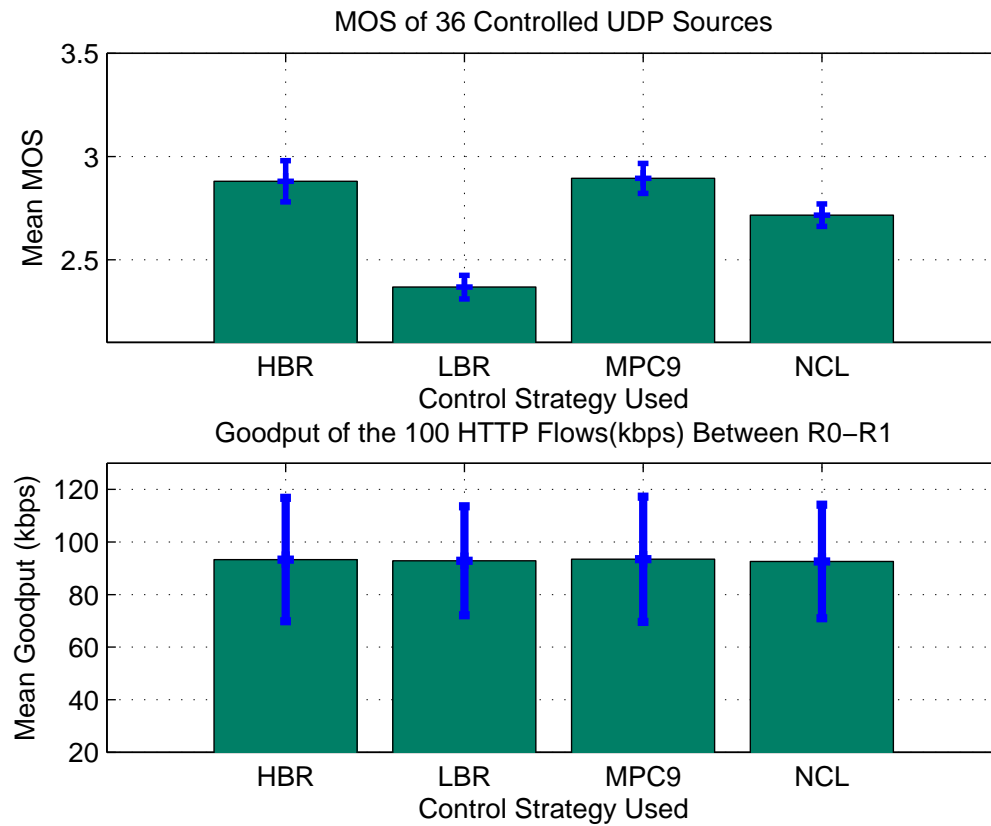 MOS of 36 Controlled UDP Sources
3.5
3
2.5
Mean MOS
HBR LBR MPC9 NCL
Control Strategy Used
Goodput of the 100 HTTP Flows(kbps) Between R0−R1
120
100
80
60
40
20
Mean Goodput (kbps)
HBR LBR MPC9 NCL
Control Strategy Used